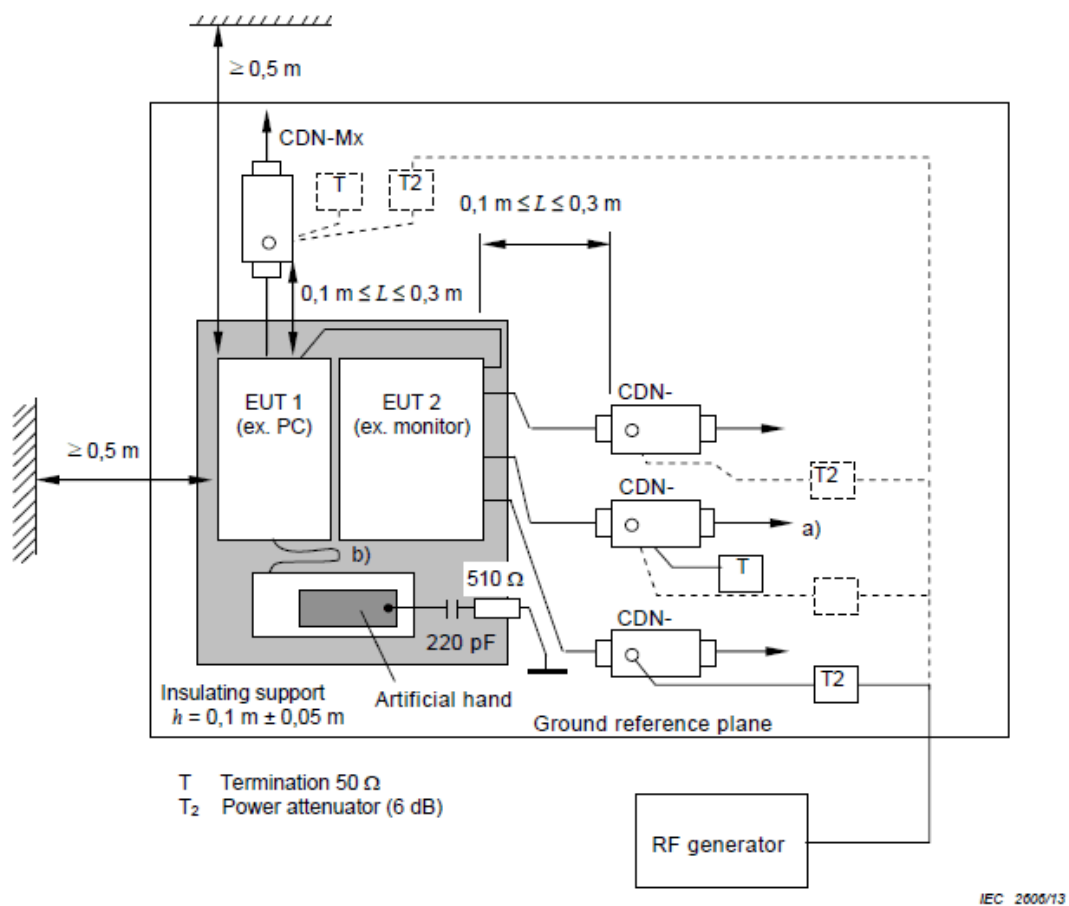 ≥ 0,5 m
CDN-Mx
T
T2
0,1 m ≤ L ≤ 0,3 m
0,1 m ≤ L ≤ 0,3 m
EUT 1
(ex. PC)
EUT 2
(ex. monitor)
CDN-
≥ 0,5 m
T2
CDN-
a)
b)
T
510 Ω
220 pF
CDN-
T2
Insulating support
h = 0,1 m ± 0,05 m
Artificial hand
Ground reference plane
T Termination 50 Ω
T₂ Power attenuator (6 dB)
RF generator
IEC 2606/13